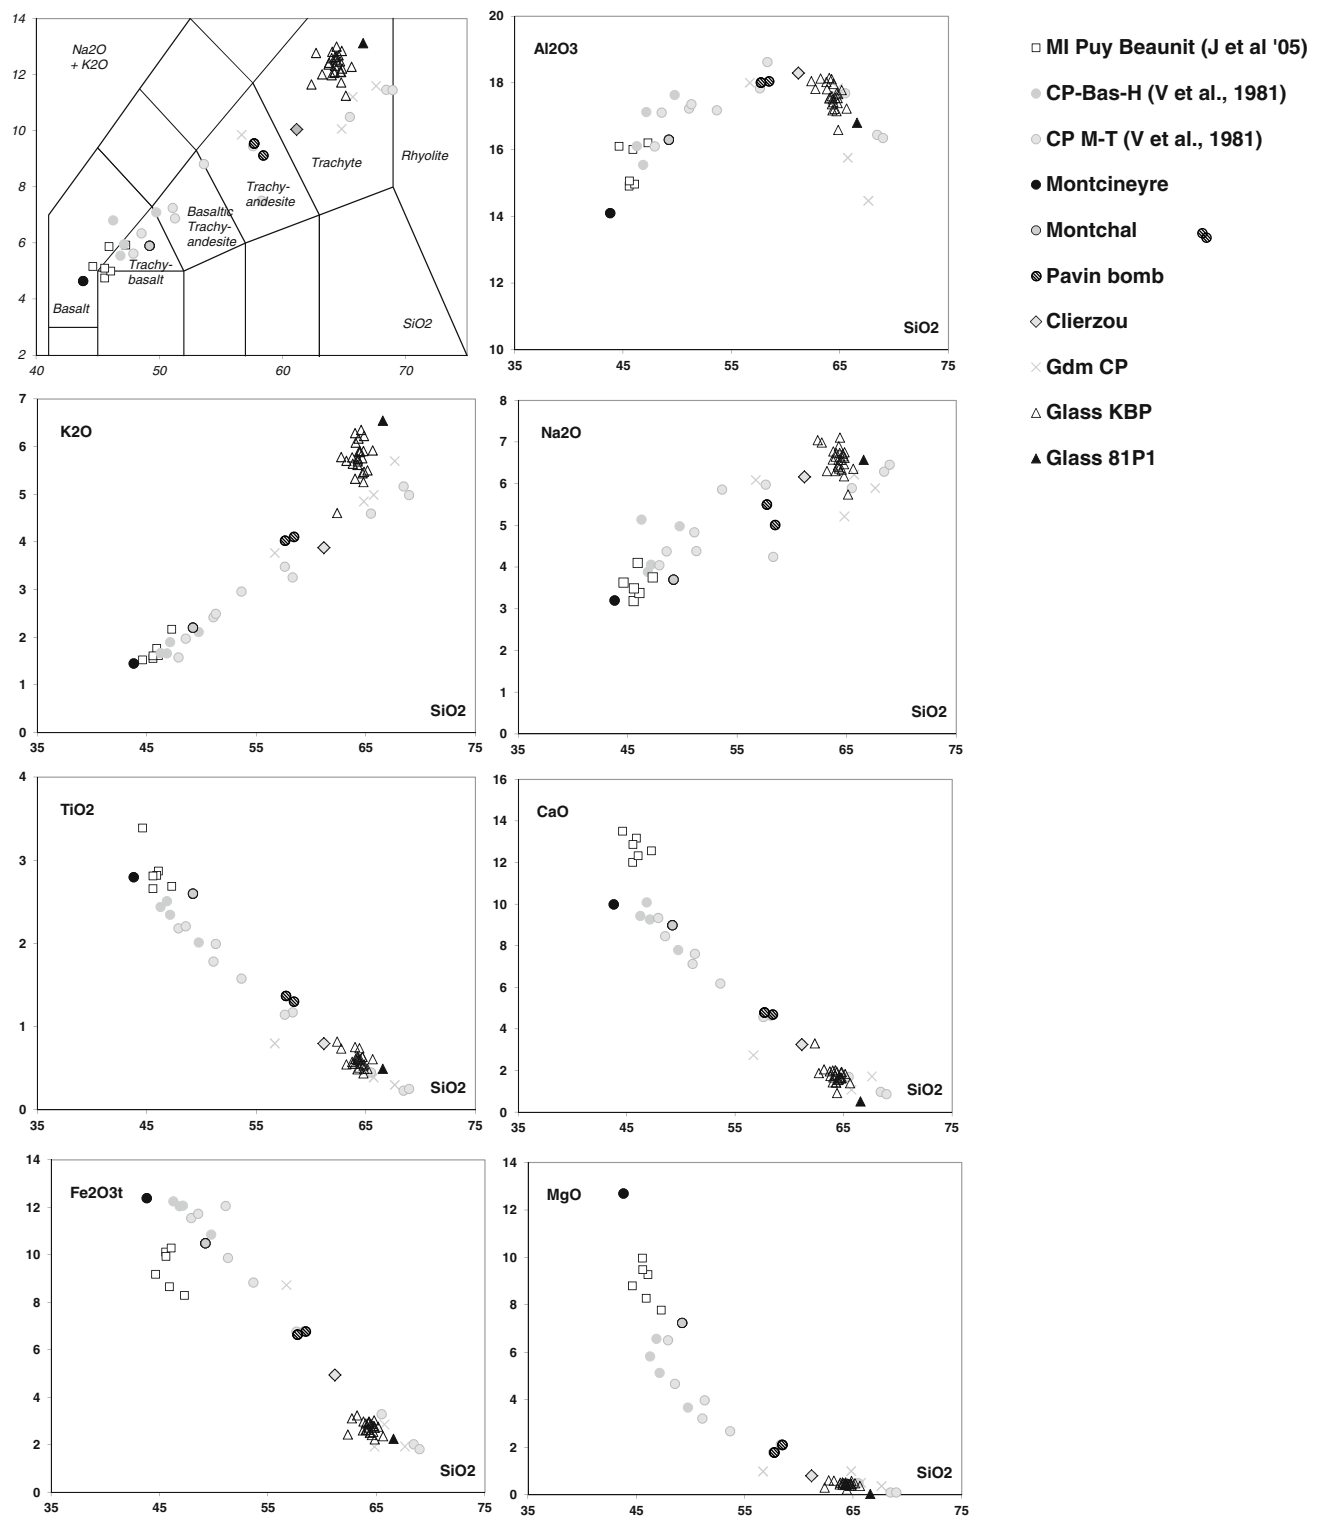 14
12
10
8
6
4
2
40
50
60
70
Na2O
+ K2O
Trachyte
Rhyolite
Trachy-
andesite
Basaltic
Trachy-
andesite
Trachy-
basalt
Basalt
SiO2
20
18
16
14
12
10
35
45
55
65
75
Al2O3
SiO2
MI Puy Beaunit (J et al '05)
CP-Bas-H (V et al., 1981)
CP M-T (V et al., 1981)
Montcineyre
Montchal
Pavin bomb
Clierzou
Gdm CP
Glass KBP
Glass 81P1
7
6
5
4
3
2
1
0
35
45
55
65
75
K2O
SiO2
8
7
6
5
4
3
2
1
0
35
45
55
65
75
Na2O
SiO2
4
3
2
1
0
35
45
55
65
75
TiO2
SiO2
16
14
12
10
8
6
4
2
0
35
45
55
65
75
CaO
SiO2
14
12
10
8
6
4
2
0
35
45
55
65
75
Fe2O3t
SiO2
14
12
10
8
6
4
2
0
35
45
55
65
75
MgO
SiO2